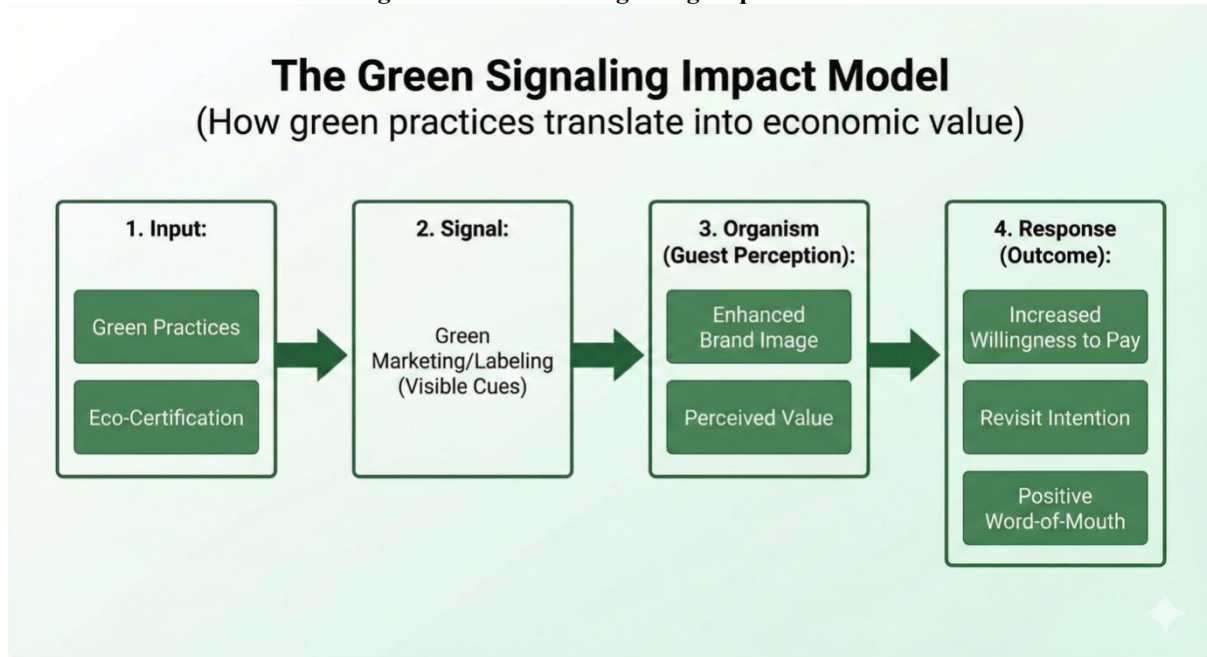 The Green Signaling Impact Model
(How green practices translate into economic value)
1. Input:
Green Practices
Eco-Certification
2. Signal:
Green
Marketing/Labeling
(Visible Cues)
3. Organism
(Guest Perception):
Enhanced
Brand Image
Perceived Value
4. Response
(Outcome):
Increased
Willingness to Pay
Revisit Intention
Positive
Word-of-Mouth